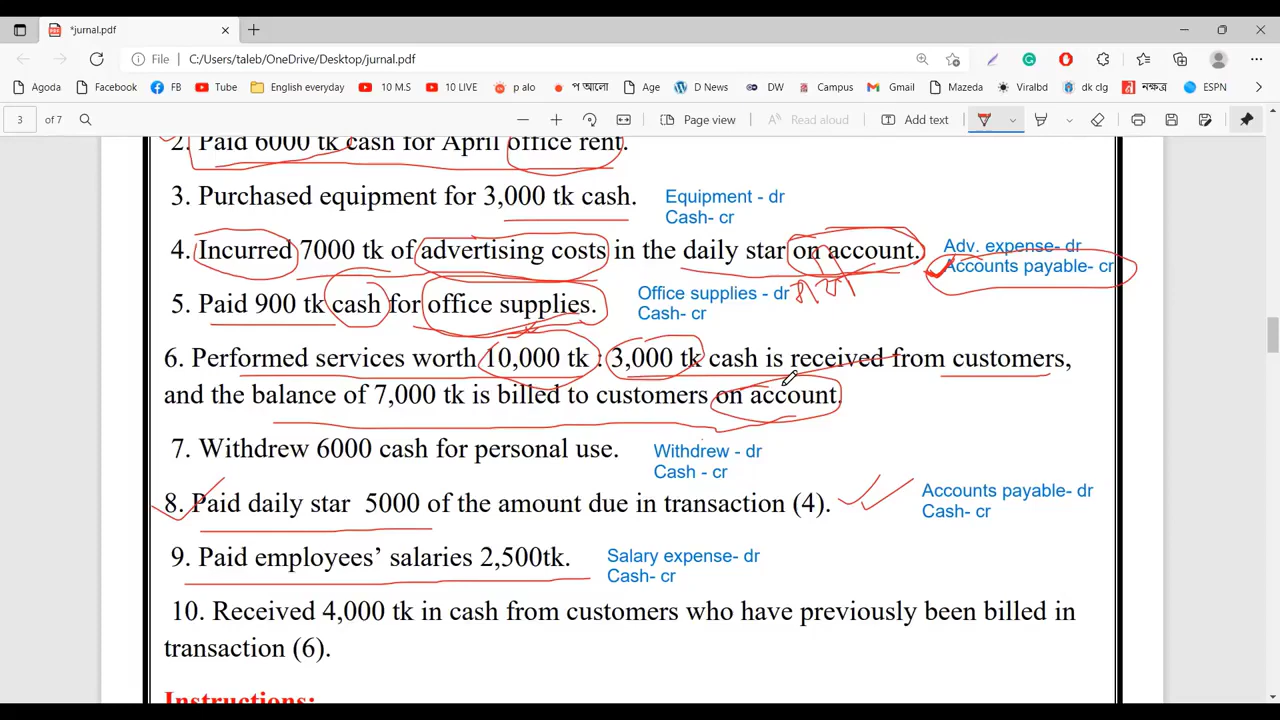 *jurnal.pdf
File C:/Users/taleb/OneDrive/Desktop/jurnal.pdf
Agoda Facebook FB Tube English everyday 10 M.S 10 LIVE p alo প আলো Age D News DW Campus Gmail Mazeda Viralbd dk clg নক্ষত্র ESPN
3 of 7 Page view Read aloud Add text
2. Paid 6000 tk cash for April office rent.
3. Purchased equipment for 3,000 tk cash. Equipment - dr
Cash- cr
4. Incurred 7000 tk of advertising costs in the daily star on account. Adv. expense- dr
Accounts payable- cr
5. Paid 900 tk cash for office supplies. Office supplies - dr
Cash- cr
6. Performed services worth 10,000 tk : 3,000 tk cash is received from customers,
and the balance of 7,000 tk is billed to customers on account.
7. Withdrew 6000 cash for personal use. Withdrew - dr
Cash - cr
8. Paid daily star 5000 of the amount due in transaction (4). Accounts payable- dr
Cash- cr
9. Paid employees’ salaries 2,500tk. Salary expense- dr
Cash- cr
10. Received 4,000 tk in cash from customers who have previously been billed in
transaction (6).
Instructions: